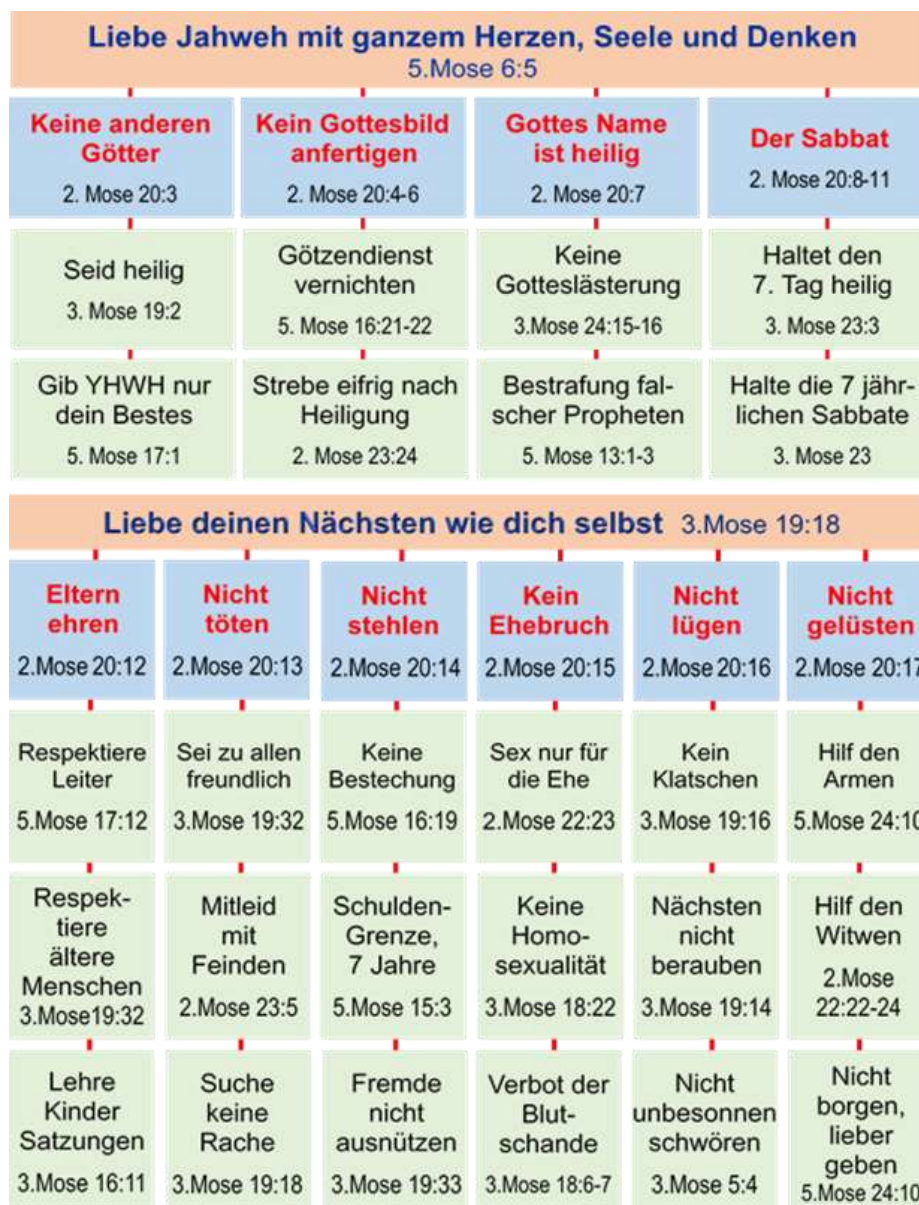 Liebe Jahweh mit ganzem Herzen, Seele und Denken
5.Mose 6:5
Keine anderen
Götter
2. Mose 20:3
Kein Gottesbild
anfertigen
2. Mose 20:4-6
Gottes Name
ist heilig
2. Mose 20:7
Der Sabbat
2. Mose 20:8-11
Seid heilig
3. Mose 19:2
Götzendienst
vernichten
5. Mose 16:21-22
Keine
Gotteslästerung
3.Mose 24:15-16
Haltet den
7. Tag heilig
3. Mose 23:3
Gib YHWH nur
dein Bestes
5. Mose 17:1
Strebe eifrig nach
Heiligung
2. Mose 23:24
Bestrafung fal-
scher Propheten
5. Mose 13:1-3
Halte die 7 jähr-
lichen Sabbate
3. Mose 23
Liebe deinen Nächsten wie dich selbst 3.Mose 19:18
Eltern
ehren
2.Mose 20:12
Nicht
töten
2.Mose 20:13
Nicht
stehlen
2.Mose 20:14
Kein
Ehebruch
2.Mose 20:15
Nicht
lügen
2.Mose 20:16
Nicht
gelüsten
2.Mose 20:17
Respektiere
Leiter
5.Mose 17:12
Sei zu allen
freundlich
3.Mose 19:32
Keine
Bestechung
5.Mose 16:19
Sex nur für
die Ehe
2.Mose 22:23
Kein
Klatschen
3.Mose 19:16
Hilf den
Armen
5.Mose 24:10
Respek-
tiere
ältere
Menschen
3.Mose19:32
Mitleid
mit
Feinden
2.Mose 23:5
Schulden-
Grenze,
7 Jahre
5.Mose 15:3
Keine
Homo-
sexualität
3.Mose 18:22
Nächsten
nicht
berauben
3.Mose 19:14
Hilf den
Witwen
2.Mose
22:22-24
Lehre
Kinder
Satzungen
3.Mose 16:11
Suche
keine
Rache
3.Mose 19:18
Fremde
nicht
ausnützen
3.Mose 19:33
Verbot der
Blut-
schande
3.Mose 18:6-7
Nicht
unbesonnen
schwören
3.Mose 5:4
Nicht
borgen,
lieber
geben
5.Mose 24:10